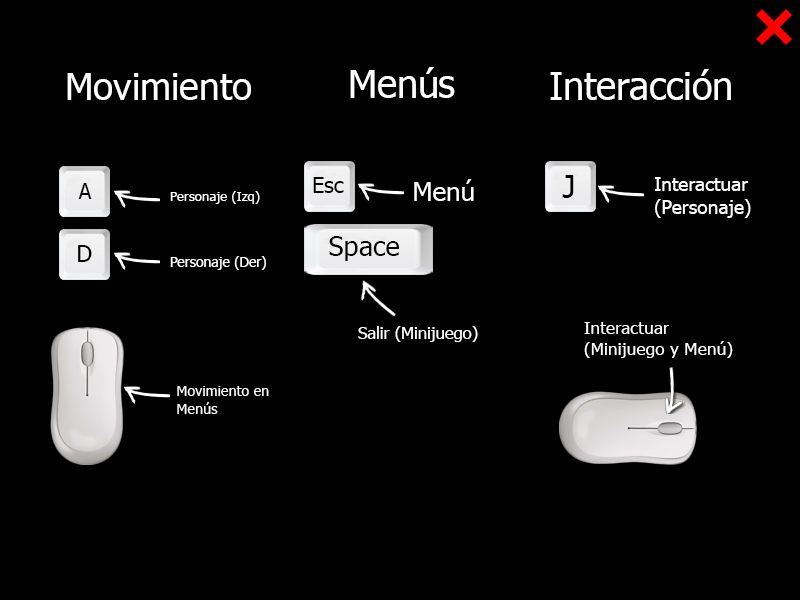 Movimiento
Menús
Interacción
A
Personaje (Izq)
D
Personaje (Der)
Movimiento en
Menús
Esc
Menú
Space
Salir (Minijuego)
J
Interactuar
(Personaje)
Interactuar
(Minijuego y Menú)